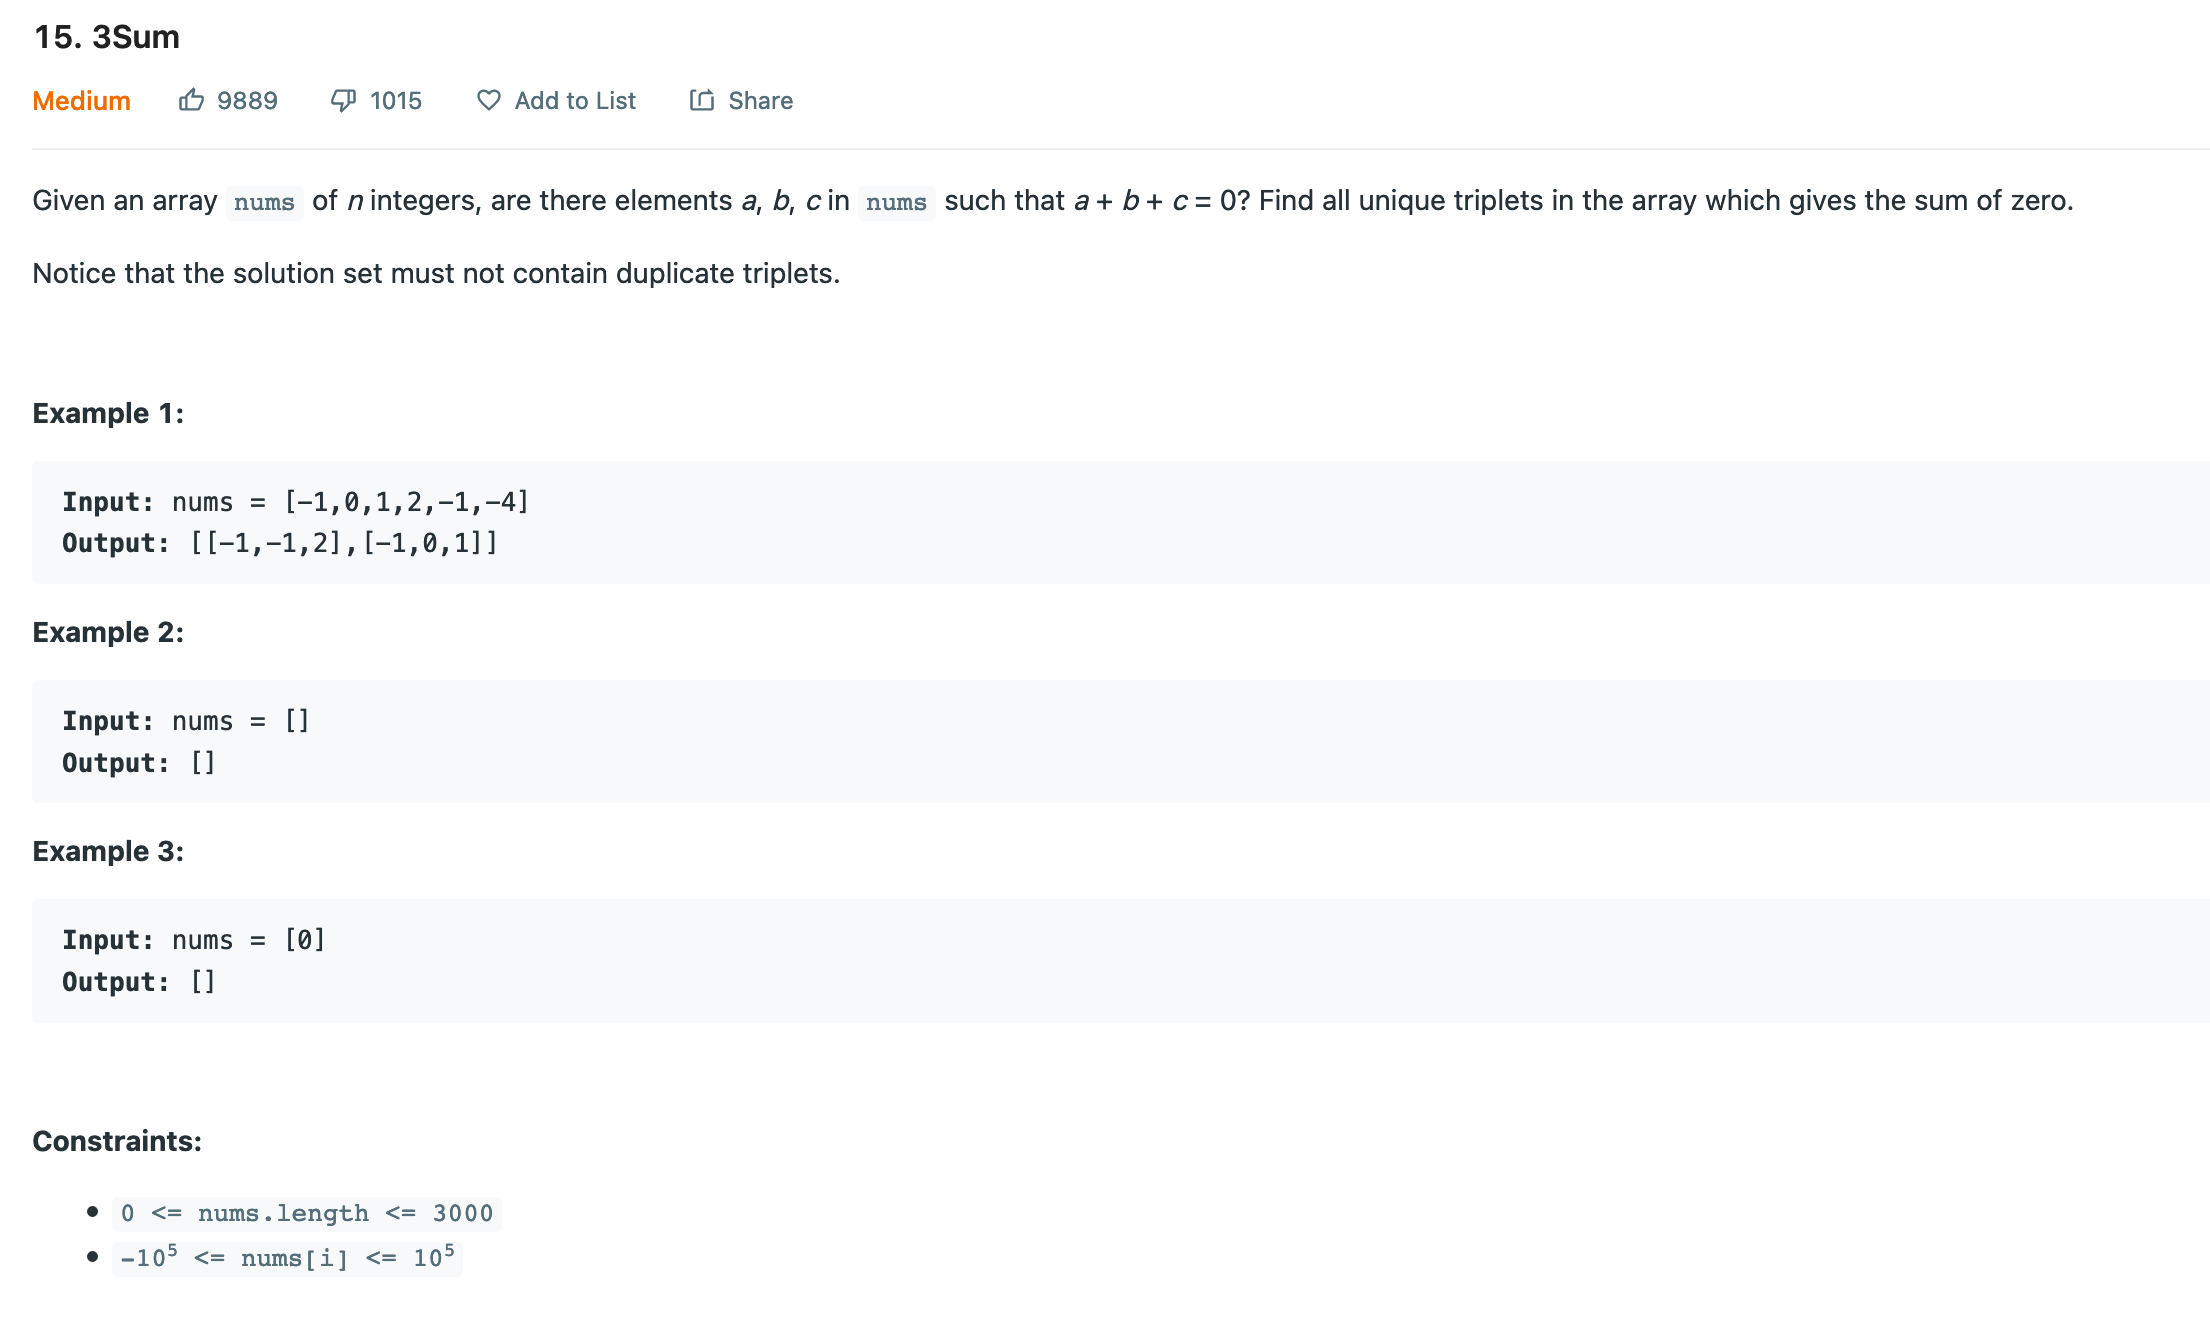 15. 3Sum
Medium 9889 1015 Add to List Share
Given an array nums of n integers, are there elements a, b, c in nums such that a + b + c = 0? Find all unique triplets in the array which gives the sum of zero.
Notice that the solution set must not contain duplicate triplets.
Example 1:
Input: nums = [-1,0,1,2,-1,-4]
Output: [[-1,-1,2],[-1,0,1]]
Example 2:
Input: nums = []
Output: []
Example 3:
Input: nums = [0]
Output: []
Constraints:
0 <= nums.length <= 3000
-10⁵ <= nums[i] <= 10⁵